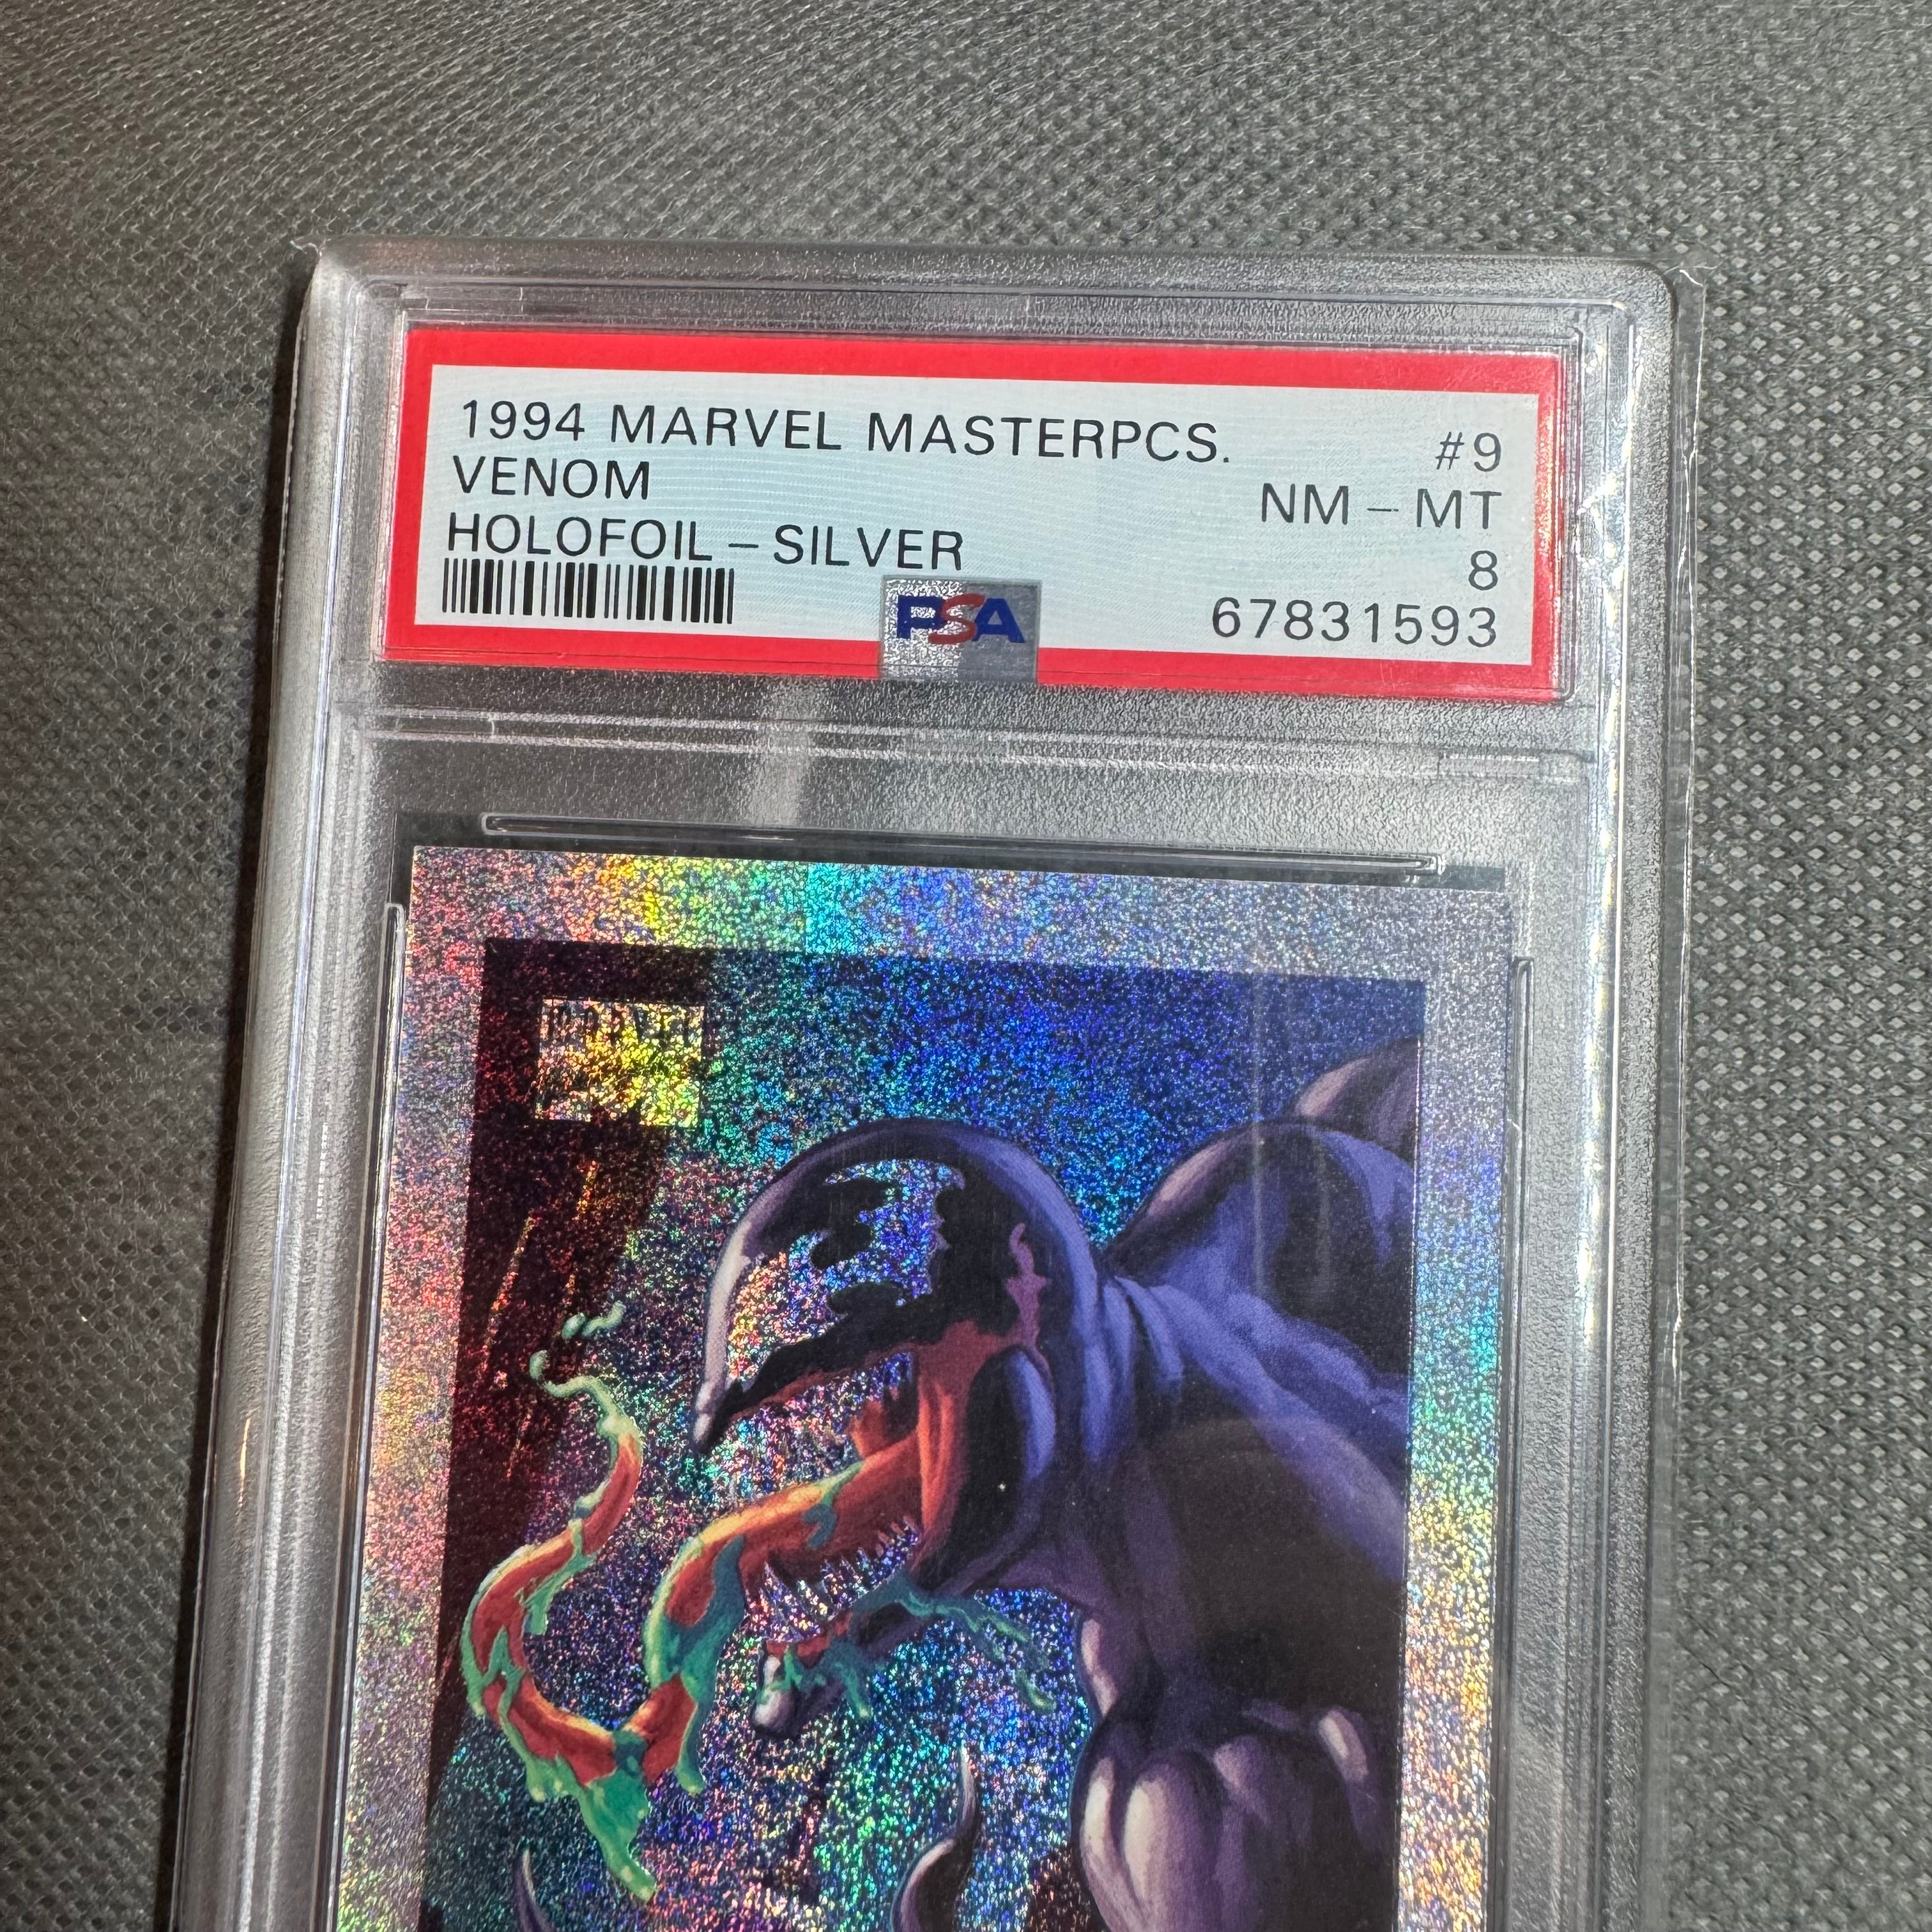 1994 MARVEL MASTERPCS. #9
VENOM NM - MT
HOLOFOIL - SILVER 8
PSA 67831593